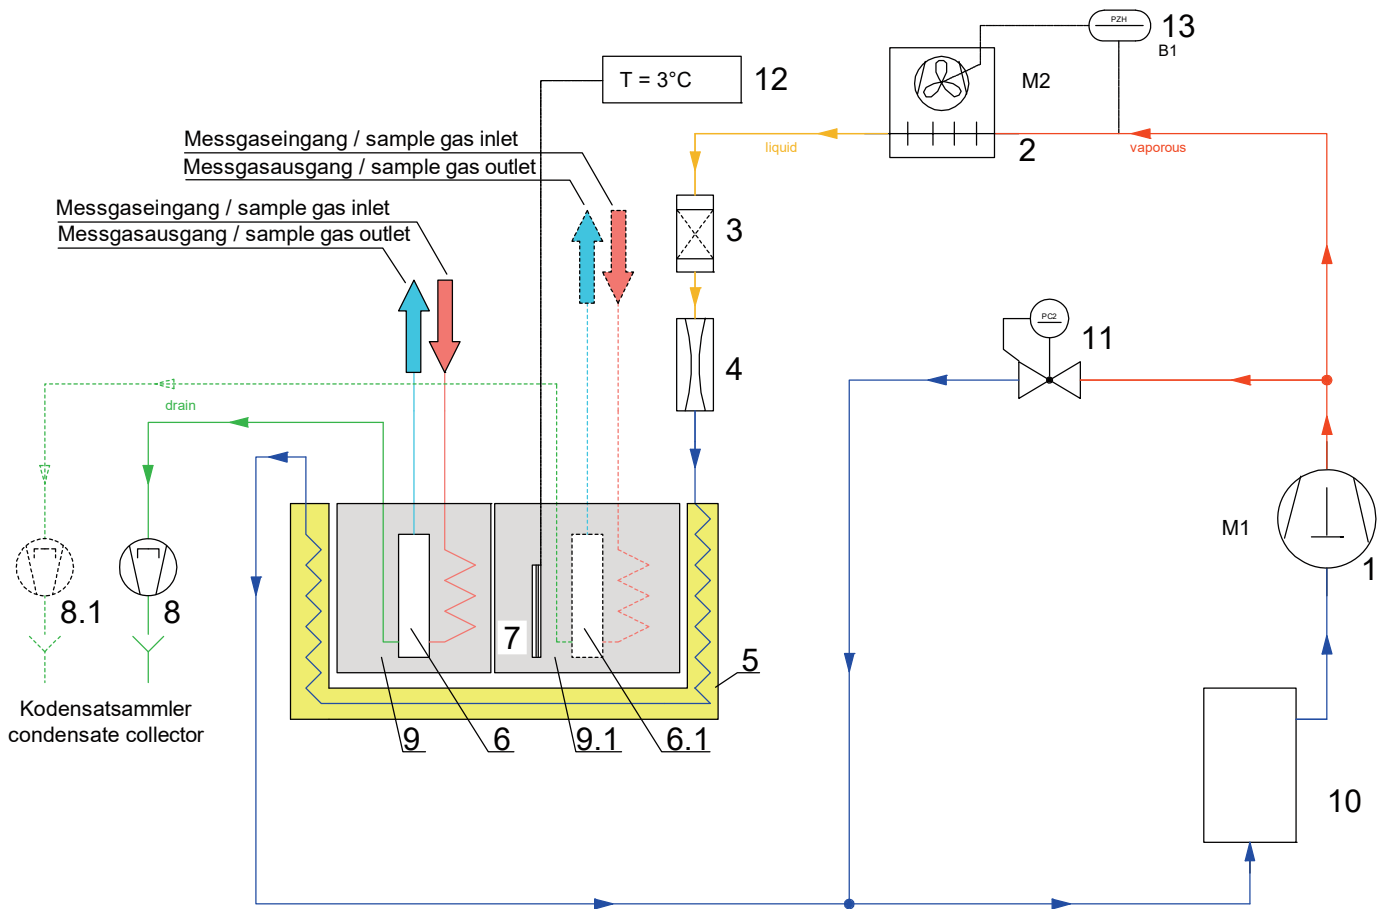 PZH
13
B1
T = 3°C
12
M2
Messgaseingang / sample gas inlet
Messgasausgang / sample gas outlet
liquid
2
vaporous
Messgaseingang / sample gas inlet
Messgasausgang / sample gas outlet
3
PC2
11
4
drain
M1
1
8.1
8
7
5
Kodensatsammler
condensate collector
9
6
9.1
6.1
10